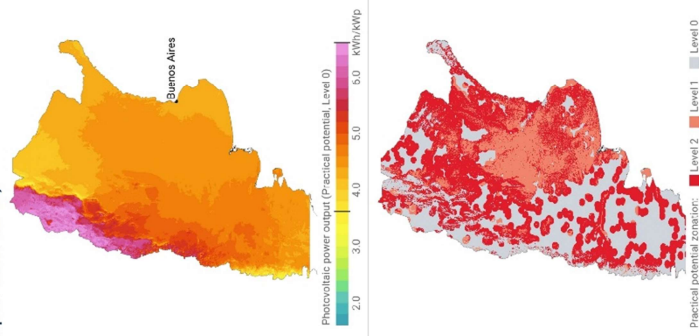 Buenos Aires
Photovoltaic power output (Practical potential, Level 0)
2.0 3.0 4.0 5.0 6.0 kWh/kWp
Practical potential zonation: Level 2 Level 1 Level 0